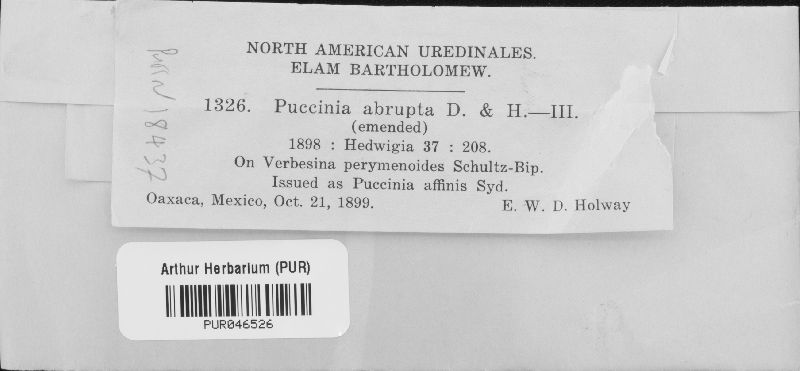 NORTH AMERICAN UREDINALES.
ELAM BARTHOLOMEW.
1326. Puccinia abrupta D. & H.—III.
(emended)
1898 : Hedwigia 37 : 208.
On Verbesina perymenoides Schultz-Bip.
Issued as Puccinia affinis Syd.
Oaxaca, Mexico, Oct. 21, 1899. E. W. D. Holway
18437
Arthur Herbarium (PUR)
PUR046526